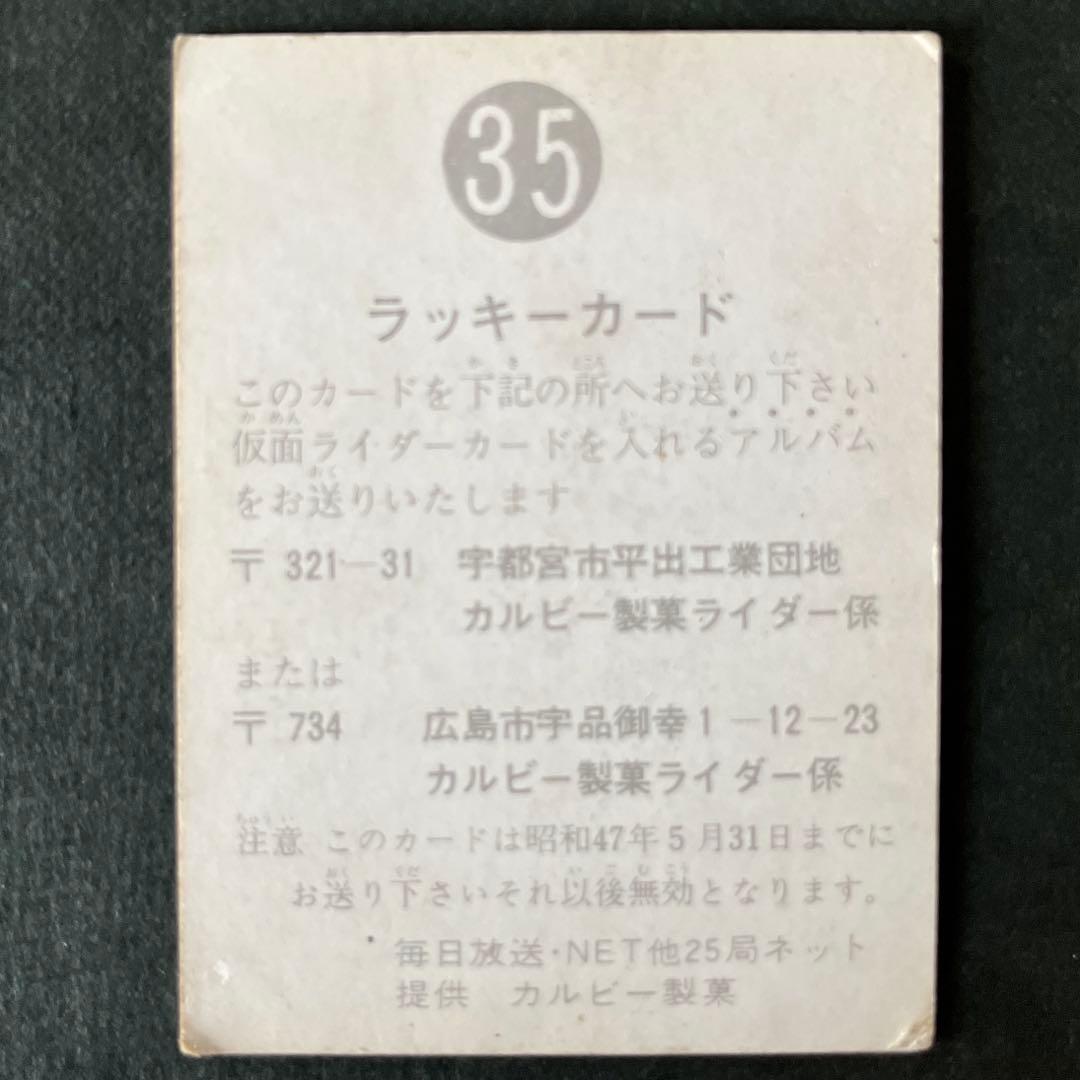 35
ラッキーカード
このカードを下記の所へお送り下さい
仮面ライダーカードを入れるアルバム
をお送りいたします
〒 321-31 宇都宮市平出工業団地
カルビー製菓ライダー係
または
〒 734 広島市宇品御幸1-12-23
カルビー製菓ライダー係
注意 このカードは昭和47年5月31日までに
お送り下さいそれ以後無効となります。
毎日放送・NET他25局ネット
提供 カルビー製菓